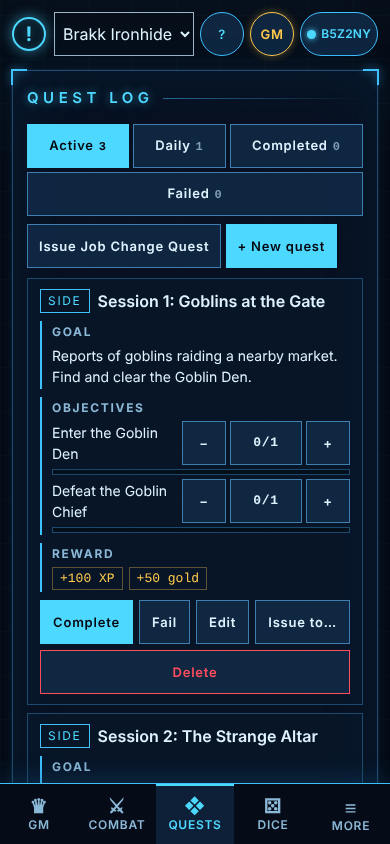 !
Brakk Ironhide
?
GM
B5Z2NY
QUEST LOG
Active 3
Daily 1
Completed 0
Failed 0
Issue Job Change Quest
+ New quest
SIDE Session 1: Goblins at the Gate
GOAL
Reports of goblins raiding a nearby market.
Find and clear the Goblin Den.
OBJECTIVES
Enter the Goblin
Den
− 0/1 +
Defeat the Goblin
Chief
− 0/1 +
REWARD
+100 XP +50 gold
Complete Fail Edit Issue to…
Delete
SIDE Session 2: The Strange Altar
GOAL
GM COMBAT QUESTS DICE MORE